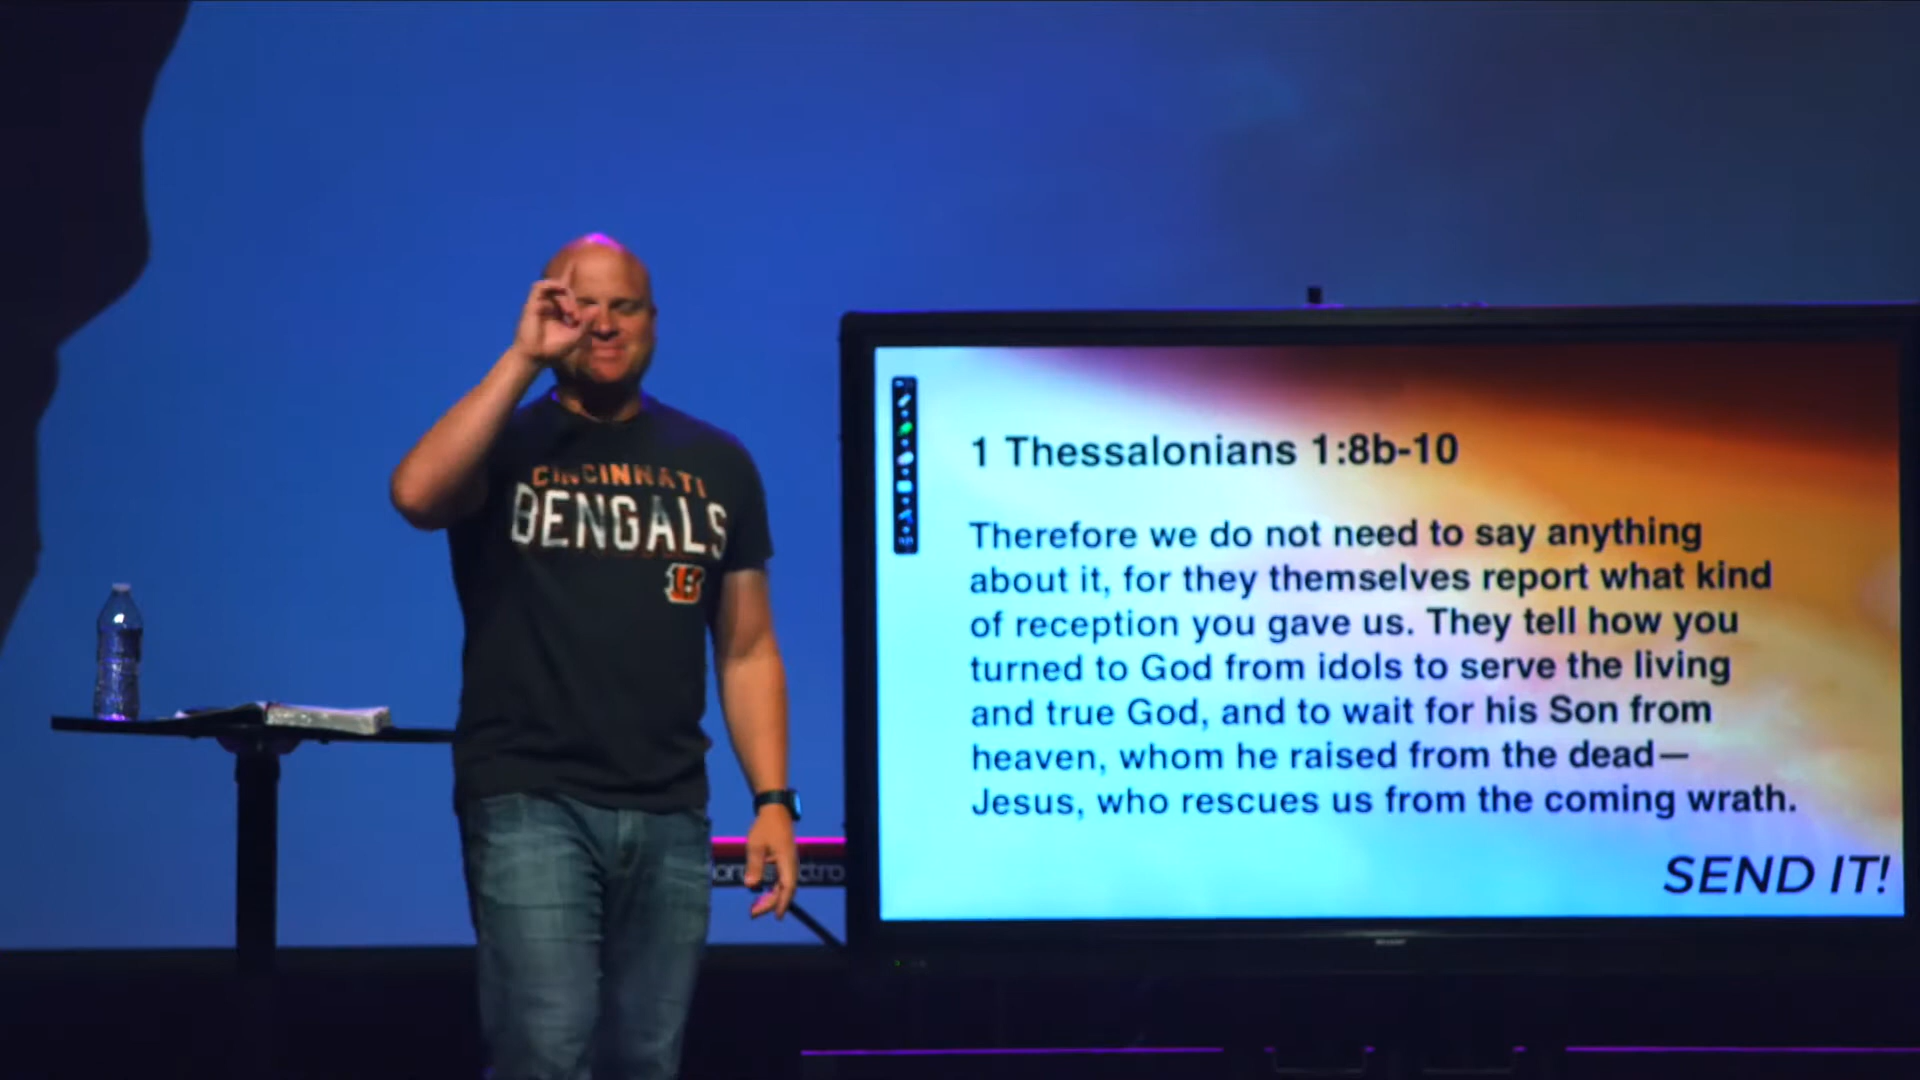 CINCINNATI
BENGALS
B
1 Thessalonians 1:8b-10
Therefore we do not need to say anything
about it, for they themselves report what kind
of reception you gave us. They tell how you
turned to God from idols to serve the living
and true God, and to wait for his Son from
heaven, whom he raised from the dead—
Jesus, who rescues us from the coming wrath.
SEND IT!